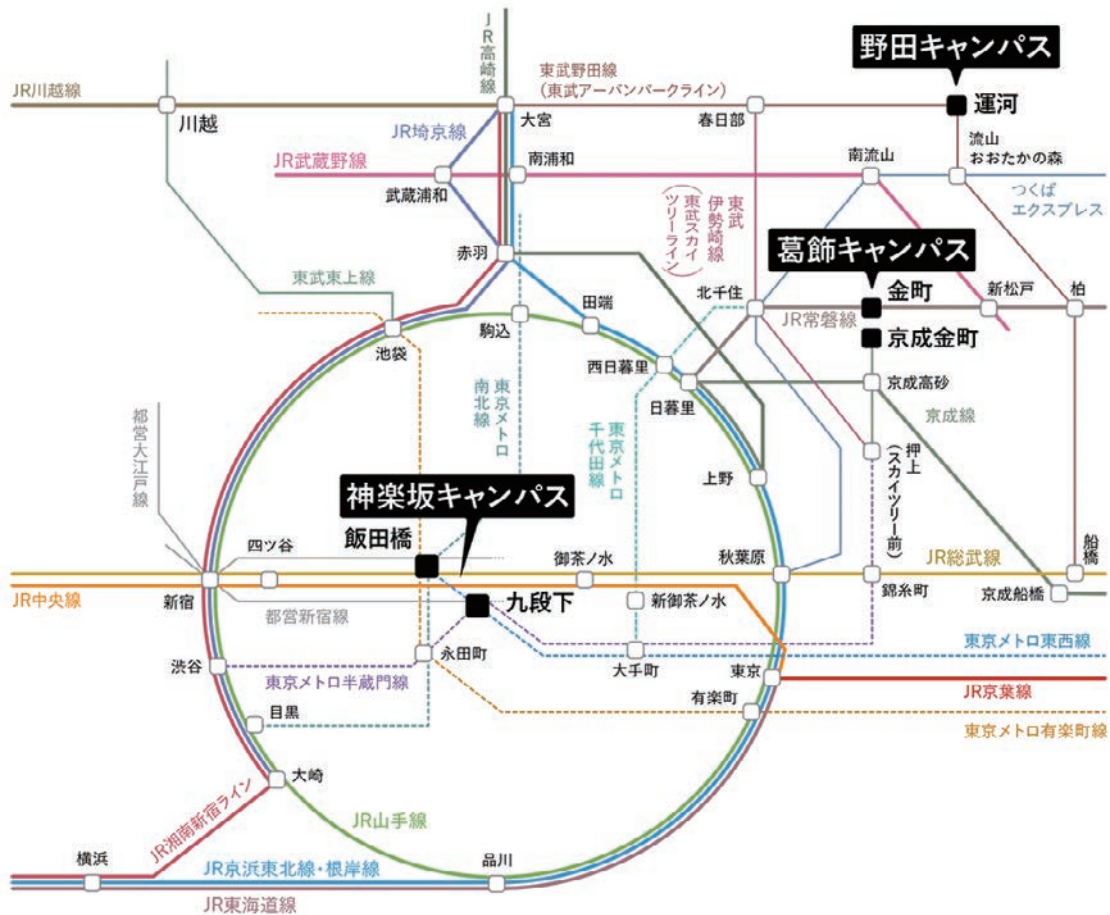 JR高崎線
野田キャンパス
東武野田線
(東武アーバンパークライン)
JR川越線
川越
大宮
春日部
運河
JR埼京線
流山
おおたかの森
JR武蔵野線
南浦和
南流山
武蔵浦和
つくば
エクスプレス
東武
伊勢崎線
(東武スカイ
ツリーライン)
葛飾キャンパス
赤羽
東武東上線
北千住
金町
新松戸
柏
田端
JR常磐線
駒込
京成金町
池袋
西日暮里
日暮里
京成高砂
東京メトロ
南北線
京成線
都営大江戸線
東京メトロ
千代田線
押上
(スカイツリー前)
上野
神楽坂キャンパス
飯田橋
四ツ谷
御茶ノ水
秋葉原
JR総武線
船橋
JR中央線
新宿
九段下
新御茶ノ水
錦糸町
京成船橋
都営新宿線
永田町
大手町
東京メトロ東西線
渋谷
東京メトロ半蔵門線
東京
JR京葉線
目黒
有楽町
東京メトロ有楽町線
大崎
JR湘南新宿ライン
JR山手線
横浜
JR京浜東北線・根岸線
品川
JR東海道線